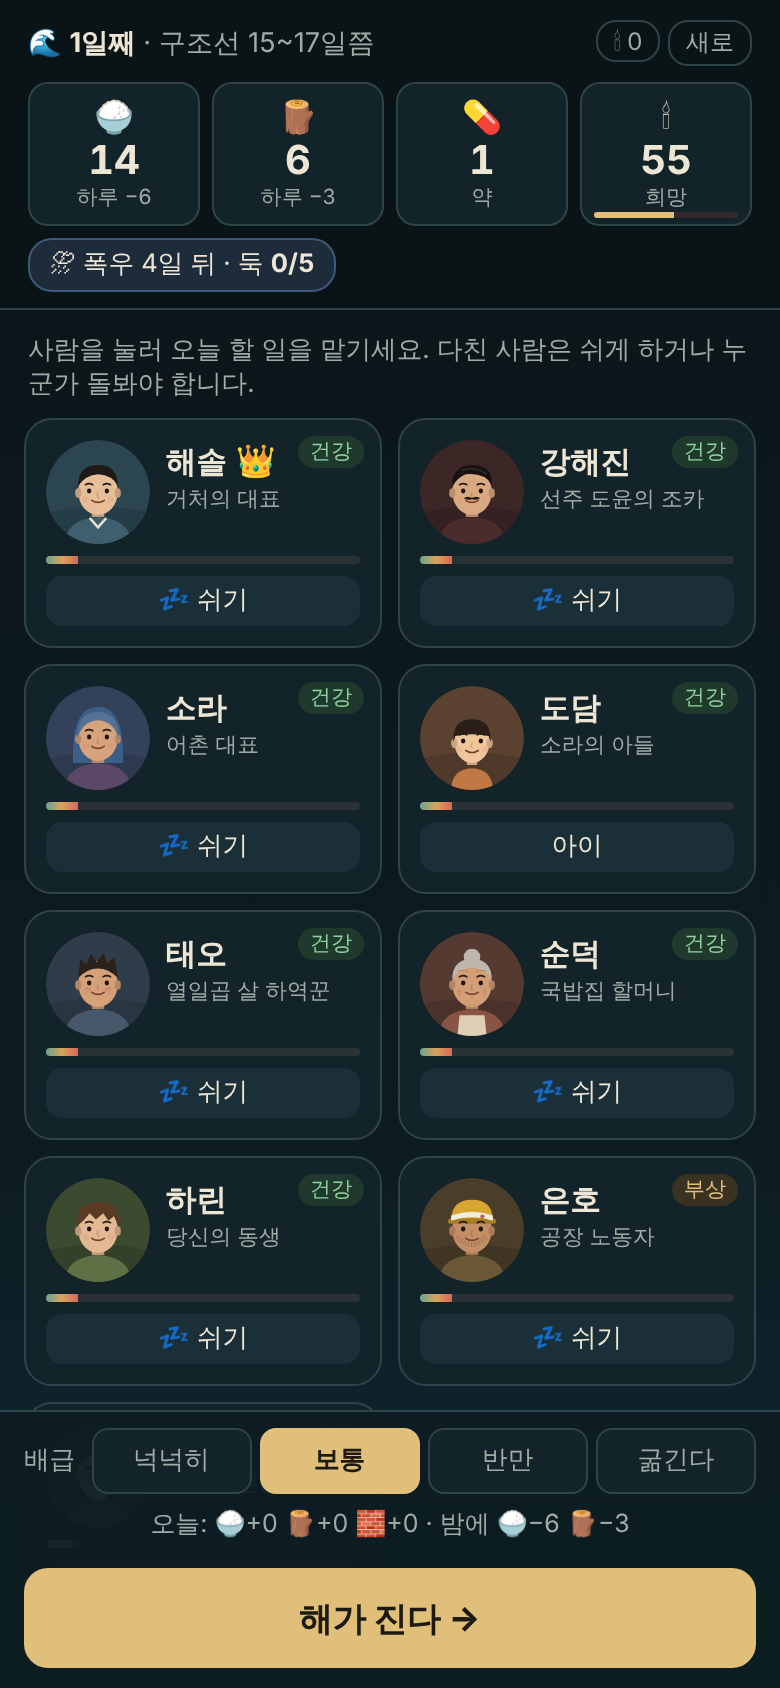 🌊 1일째 · 구조선 15~17일쯤
🕯 0
새로
🍚
14
하루 −6
🪵
6
하루 −3
💊
1
약
🕯
55
희망
⛈ 폭우 4일 뒤 · 둑 0/5
사람을 눌러 오늘 할 일을 맡기세요. 다친 사람은 쉬게 하거나 누
군가 돌봐야 합니다.
해솔 👑
건강
거처의 대표
💤 쉬기
강해진
건강
선주 도윤의 조카
💤 쉬기
소라
건강
어촌 대표
💤 쉬기
도담
건강
소라의 아들
아이
태오
건강
열일곱 살 하역꾼
💤 쉬기
순덕
건강
국밥집 할머니
💤 쉬기
하린
건강
당신의 동생
💤 쉬기
은호
부상
공장 노동자
💤 쉬기
배급
넉넉히
보통
반만
굶긴다
오늘: 🍚+0 🪵+0 🧱+0 · 밤에 🍚−6 🪵−3
해가 진다 →